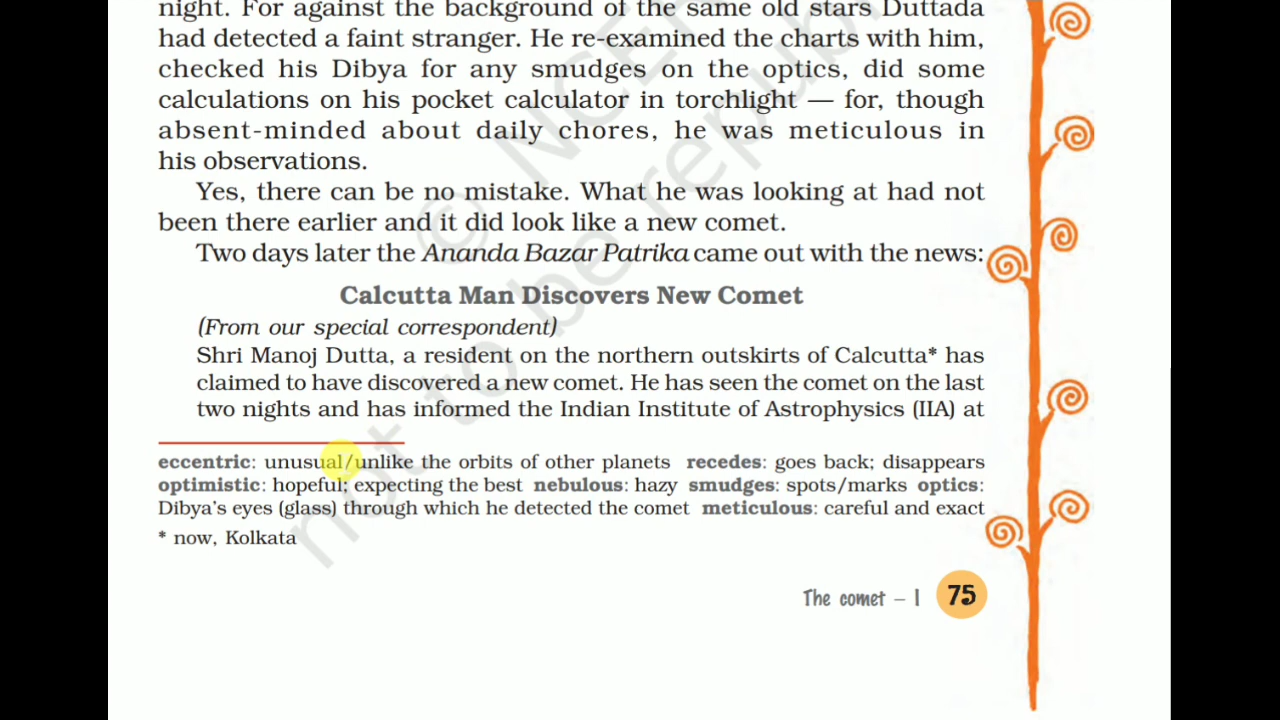 night. For against the background of the same old stars Duttada
had detected a faint stranger. He re-examined the charts with him,
checked his Dibya for any smudges on the optics, did some
calculations on his pocket calculator in torchlight — for, though
absent-minded about daily chores, he was meticulous in
his observations.
Yes, there can be no mistake. What he was looking at had not
been there earlier and it did look like a new comet.
Two days later the Ananda Bazar Patrika came out with the news:
Calcutta Man Discovers New Comet
(From our special correspondent)
Shri Manoj Dutta, a resident on the northern outskirts of Calcutta* has
claimed to have discovered a new comet. He has seen the comet on the last
two nights and has informed the Indian Institute of Astrophysics (IIA) at
eccentric: unusual/unlike the orbits of other planets recedes: goes back; disappears
optimistic: hopeful; expecting the best nebulous: hazy smudges: spots/marks optics:
Dibya's eyes (glass) through which he detected the comet meticulous: careful and exact
* now, Kolkata
The comet – I 75
© NCER
not to be republ